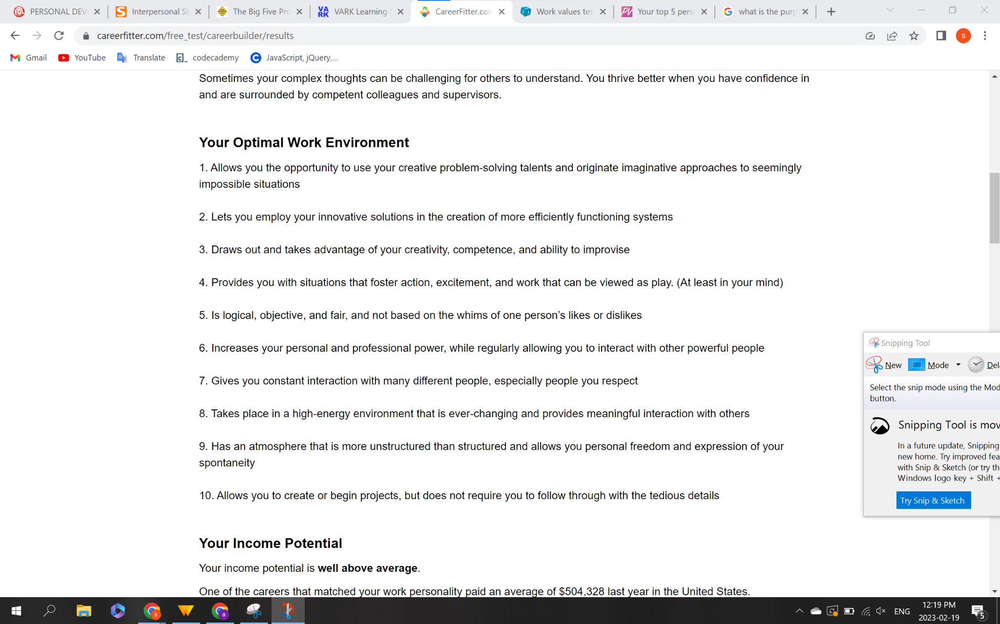 PERSONAL DEV
Interpersonal Sk
The Big Five Pro
VARK
VARK Learning S
CareerFitter.com
Work values tes
PV
Your top 5 perso
what is the purp
careerfitter.com/free_test/careerbuilder/results
S
Gmail
YouTube
Translate
codecademy
JavaScript, jQuery,...
Sometimes your complex thoughts can be challenging for others to understand. You thrive better when you have confidence in
and are surrounded by competent colleagues and supervisors.
Your Optimal Work Environment
1. Allows you the opportunity to use your creative problem-solving talents and originate imaginative approaches to seemingly
impossible situations
2. Lets you employ your innovative solutions in the creation of more efficiently functioning systems
3. Draws out and takes advantage of your creativity, competence, and ability to improvise
4. Provides you with situations that foster action, excitement, and work that can be viewed as play. (At least in your mind)
5. Is logical, objective, and fair, and not based on the whims of one person’s likes or dislikes
6. Increases your personal and professional power, while regularly allowing you to interact with other powerful people
7. Gives you constant interaction with many different people, especially people you respect
8. Takes place in a high-energy environment that is ever-changing and provides meaningful interaction with others
9. Has an atmosphere that is more unstructured than structured and allows you personal freedom and expression of your
spontaneity
10. Allows you to create or begin projects, but does not require you to follow through with the tedious details
Your Income Potential
Your income potential is well above average.
One of the careers that matched your work personality paid an average of $504,328 last year in the United States.
Snipping Tool
New Mode Del
Select the snip mode using the Mod
button.
Snipping Tool is mov
In a future update, Snipping
new home. Try improved fea
with Snip & Sketch (or try th
Windows logo key + Shift +
Try Snip & Sketch
ENG
12:19 PM
2023-02-19
5